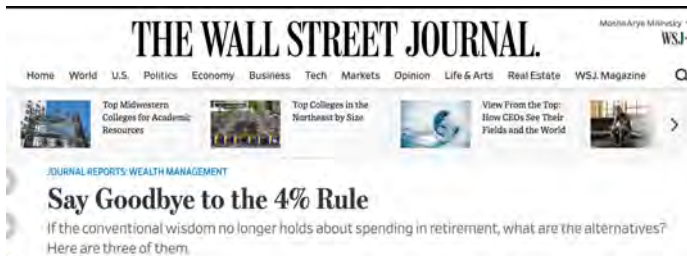 THE WALL STREET JOURNAL.
Moshe Arye Milevsky
WSJ
Home World U.S. Politics Economy Business Tech Markets Opinion Life & Arts Real Estate WSJ. Magazine
Top Midwestern
Colleges for Academic
Resources
Top Colleges in the
Northeast by Size
View From the Top:
How CEOs See Their
Fields and the World
JOURNAL REPORTS: WEALTH MANAGEMENT
Say Goodbye to the 4% Rule
If the conventional wisdom no longer holds about spending in retirement, what are the alternatives?
Here are three of them